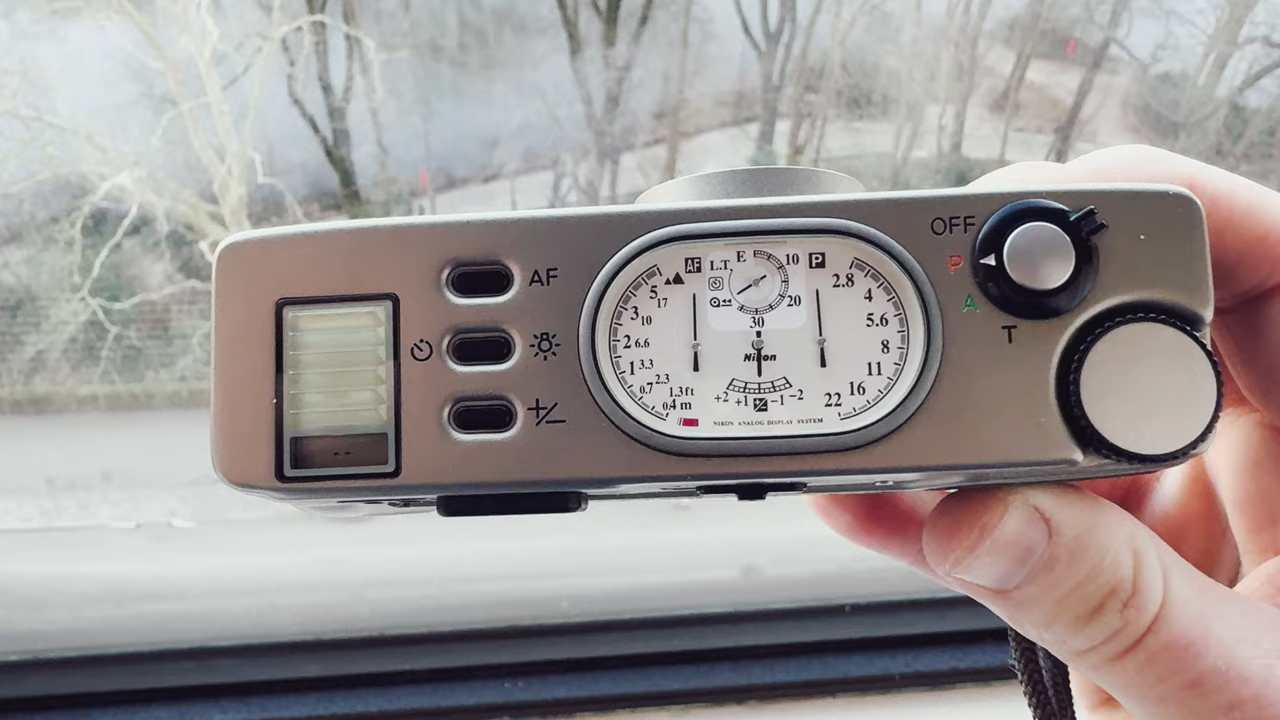 AF
+/-
AF
5
17
3
10
2
6.6
1
3.3
0.7
2.3
1.3ft
0.4 m
L.T.
E
10
20
30
P
Nikon
+2 +1 +/- -1 -2
2.8
4
5.6
8
11
16
22
NIKON ANALOG DISPLAY SYSTEM
OFF
P
A
T